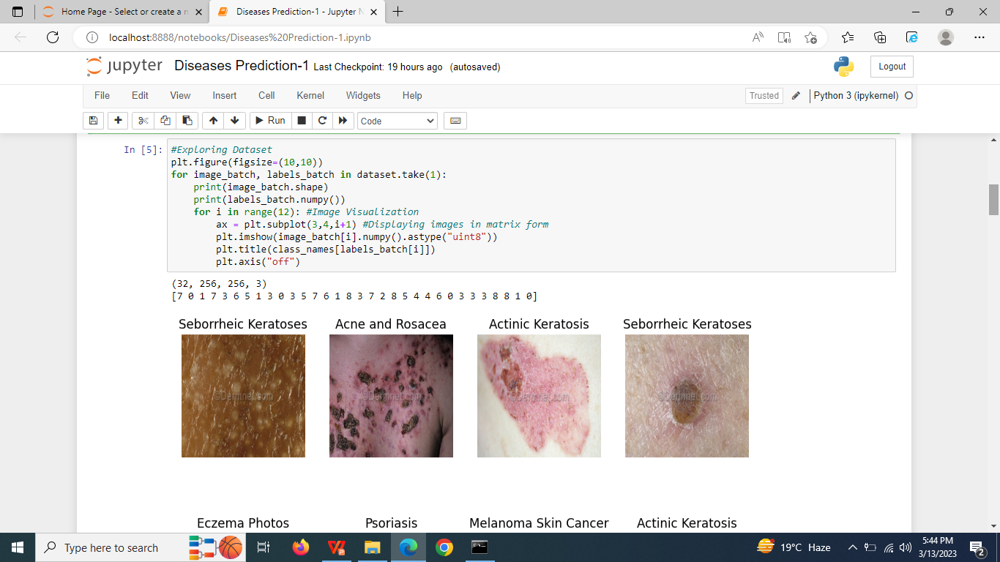 Home Page - Select or create a n
Diseases Prediction-1 - Jupyter N
localhost:8888/notebooks/Diseases%20Prediction-1.ipynb
jupyter Diseases Prediction-1 Last Checkpoint: 19 hours ago (autosaved)
Logout
File Edit View Insert Cell Kernel Widgets Help
Trusted
Python 3 (ipykernel)
Run
Code
In [5]:
#Exploring Dataset
plt.figure(figsize=(10,10))
for image_batch, labels_batch in dataset.take(1):
    print(image_batch.shape)
    print(labels_batch.numpy())
    for i in range(12): #Image Visualization
        ax = plt.subplot(3,4,i+1) #Displaying images in matrix form
        plt.imshow(image_batch[i].numpy().astype("uint8"))
        plt.title(class_names[labels_batch[i]])
        plt.axis("off")
(32, 256, 256, 3)
[7 0 1 7 3 6 5 1 3 0 3 5 7 6 1 8 3 7 2 8 5 4 4 6 0 3 3 3 8 8 1 0]
Seborrheic Keratoses Acne and Rosacea Actinic Keratosis Seborrheic Keratoses
©Dermnet.com ©Dermnet.com ©Dermnet.com ©Dermnet.com
Eczema Photos Psoriasis Melanoma Skin Cancer Actinic Keratosis
Type here to search
19°C Haze
5:44 PM
3/13/2023
2